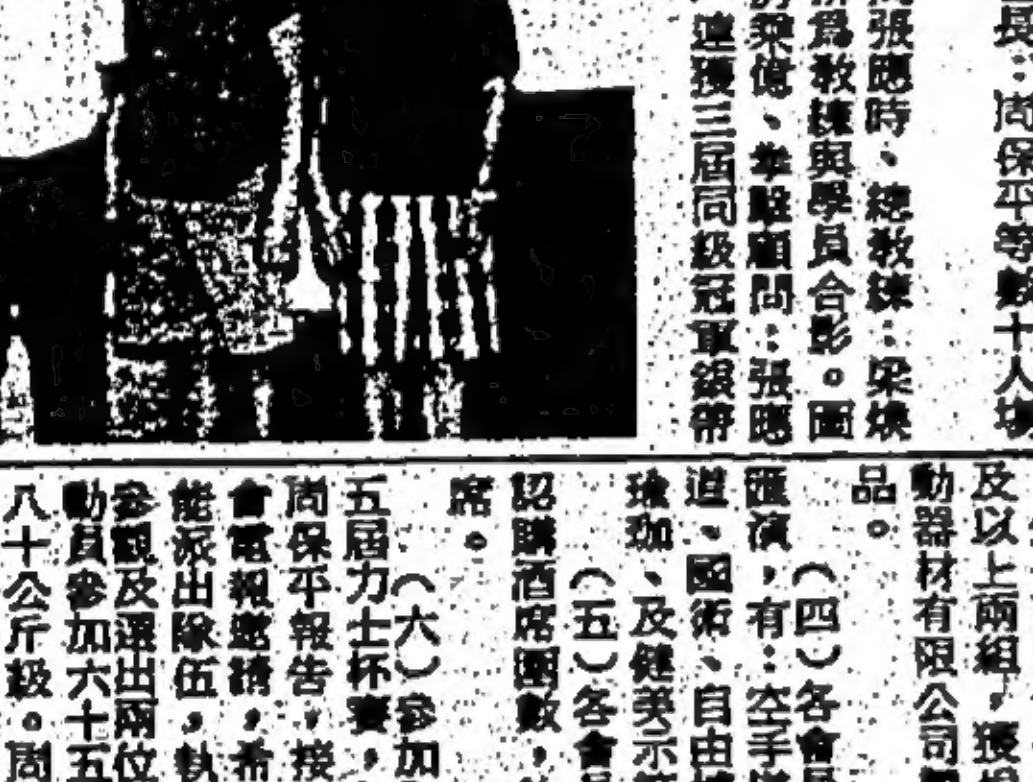 長：周保平等數十人
張應時、總教練：梁煥
為教練與學員合影。圖
乘億、拳擊顧問：張應
連獲三屆同級冠軍銀帶
及以上兩組，獲
動器材有限公司
品。
（四）各會員
匯演，有：空手
道、國術、自由
瑜珈、及健美示
（五）各會員
認購酒席團數，
席。
（六）參加
五屆力士杯賽，
周保平報告，接
會電報邀請，希
能派出隊伍，執
參觀及選出兩位
動員參加六十五
八十公斤級。周